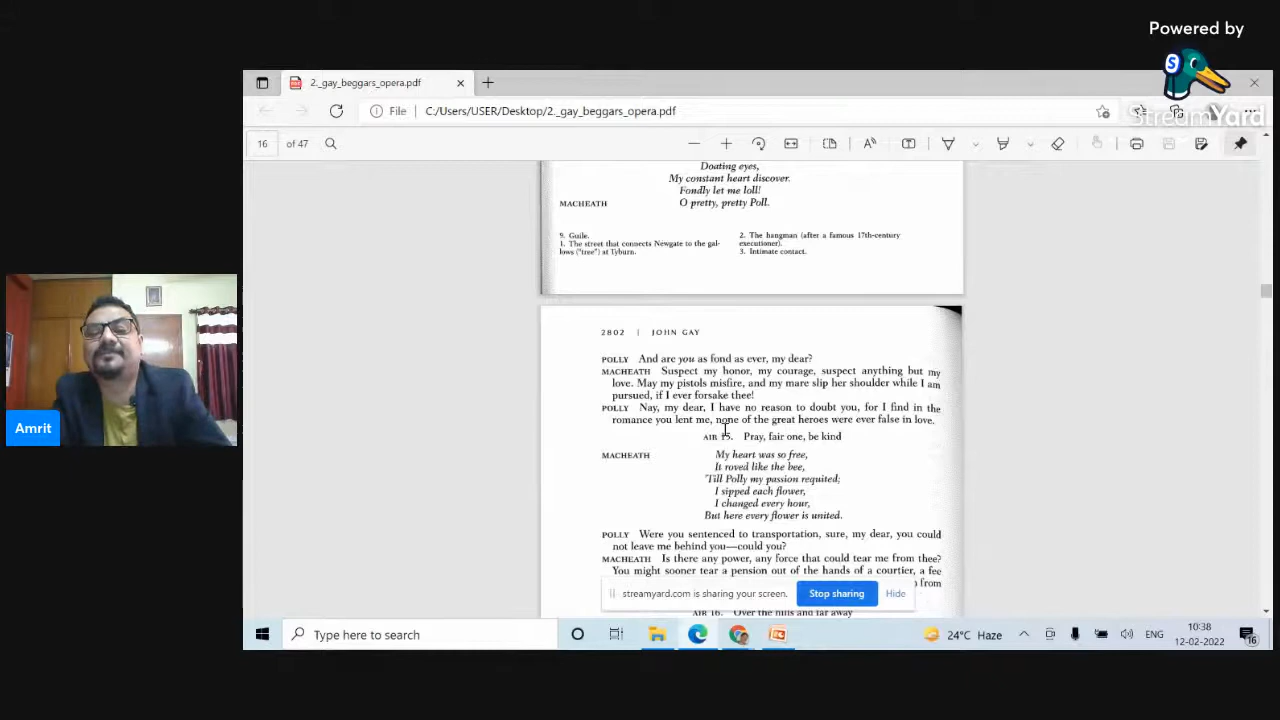 Powered by
StreamYard
2._gay_beggars_opera.pdf
File C:/Users/USER/Desktop/2._gay_beggars_opera.pdf
16 of 47
Doating eyes,
My constant heart discover.
Fondly let me loll!
MACHEATH O pretty, pretty Poll.
9. Guile.
1. The street that connects Newgate to the gal-
lows ("tree") at Tyburn.
2. The hangman (after a famous 17th-century
executioner).
3. Intimate contact.
2802 | JOHN GAY
POLLY And are you as fond as ever, my dear?
MACHEATH Suspect my honor, my courage, suspect anything but my
love. May my pistols misfire, and my mare slip her shoulder while I am
pursued, if I ever forsake thee!
POLLY Nay, my dear, I have no reason to doubt you, for I find in the
romance you lent me, none of the great heroes were ever false in love.
AIR 15. Pray, fair one, be kind
MACHEATH My heart was so free,
It roved like the bee,
'Till Polly my passion requited;
I sipped each flower,
I changed every hour,
But here every flower is united.
POLLY Were you sentenced to transportation, sure, my dear, you could
not leave me behind you—could you?
MACHEATH Is there any power, any force that could tear me from thee?
You might sooner tear a pension out of the hands of a courtier, a fee
from
AIR 16. Over the hills and far away
streamyard.com is sharing your screen.
Stop sharing
Hide
Amrit
Type here to search
24°C Haze
ENG
10:38
12-02-2022
16